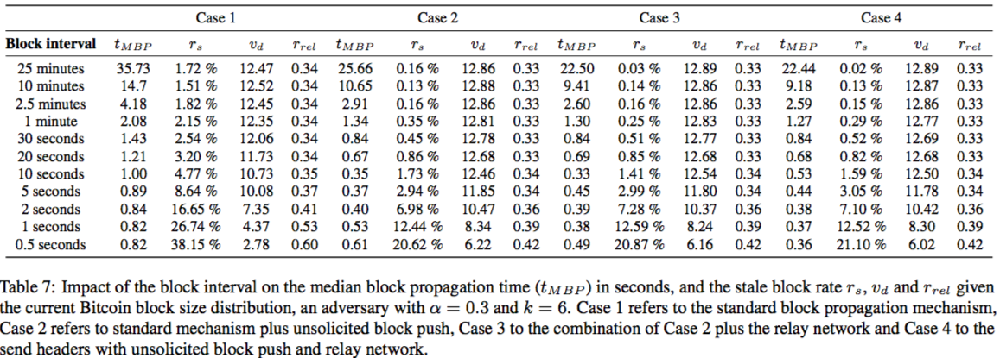 Case 1 Case 2 Case 3 Case 4
Block interval t_MBP r_s v_d r_rel t_MBP r_s v_d r_rel t_MBP r_s v_d r_rel t_MBP r_s v_d r_rel
25 minutes 35.73 1.72 % 12.47 0.34 25.66 0.16 % 12.86 0.33 22.50 0.03 % 12.89 0.33 22.44 0.02 % 12.89 0.33
10 minutes 14.7 1.51 % 12.52 0.34 10.65 0.13 % 12.88 0.33 9.41 0.14 % 12.86 0.33 9.18 0.13 % 12.87 0.33
2.5 minutes 4.18 1.82 % 12.45 0.34 2.91 0.16 % 12.86 0.33 2.60 0.16 % 12.86 0.33 2.59 0.15 % 12.86 0.33
1 minute 2.08 2.15 % 12.35 0.34 1.34 0.35 % 12.81 0.33 1.30 0.25 % 12.83 0.33 1.27 0.29 % 12.77 0.33
30 seconds 1.43 2.54 % 12.06 0.34 0.84 0.45 % 12.78 0.33 0.84 0.51 % 12.77 0.33 0.84 0.52 % 12.69 0.33
20 seconds 1.21 3.20 % 11.73 0.34 0.67 0.86 % 12.68 0.33 0.69 0.85 % 12.68 0.33 0.68 0.82 % 12.68 0.33
10 seconds 1.00 4.77 % 10.73 0.35 0.35 1.73 % 12.46 0.34 0.33 1.41 % 12.54 0.34 0.53 1.59 % 12.50 0.34
5 seconds 0.89 8.64 % 10.08 0.37 0.37 2.94 % 11.85 0.34 0.45 2.99 % 11.80 0.34 0.44 3.05 % 11.78 0.34
2 seconds 0.84 16.65 % 7.35 0.41 0.40 6.98 % 10.47 0.36 0.39 7.28 % 10.37 0.36 0.38 7.10 % 10.42 0.36
1 seconds 0.82 26.74 % 4.37 0.53 0.53 12.44 % 8.34 0.39 0.38 12.59 % 8.24 0.39 0.37 12.52 % 8.30 0.39
0.5 seconds 0.82 38.15 % 2.78 0.60 0.61 20.62 % 6.22 0.42 0.49 20.87 % 6.16 0.42 0.36 21.10 % 6.02 0.42
Table 7: Impact of the block interval on the median block propagation time (t_MBP) in seconds, and the stale block rate r_s, v_d and r_rel given
the current Bitcoin block size distribution, an adversary with α = 0.3 and k = 6. Case 1 refers to the standard block propagation mechanism,
Case 2 refers to standard mechanism plus unsolicited block push, Case 3 to the combination of Case 2 plus the relay network and Case 4 to the
send headers with unsolicited block push and relay network.